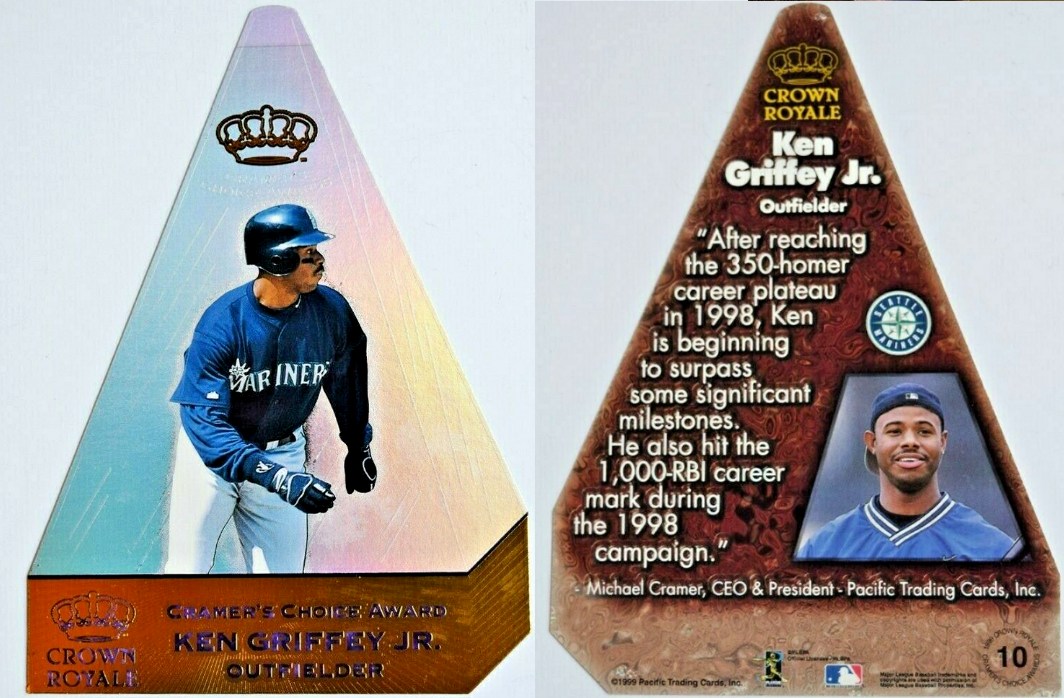 CRAMER'S CHOICE AWARD
KEN GRIFFEY JR.
OUTFIELDER
CROWN
ROYALE
MARINERS
CROWN
ROYALE
Ken
Griffey Jr.
Outfielder
"After reaching
the 350-homer
career plateau
in 1998, Ken
is beginning
to surpass
some significant
milestones.
He also hit the
1,000-RBI career
mark during
the 1998
campaign."
SEATTLE
MARINERS
- Michael Cramer, CEO & President - Pacific Trading Cards, Inc.
©1999 Pacific Trading Cards, Inc.
10